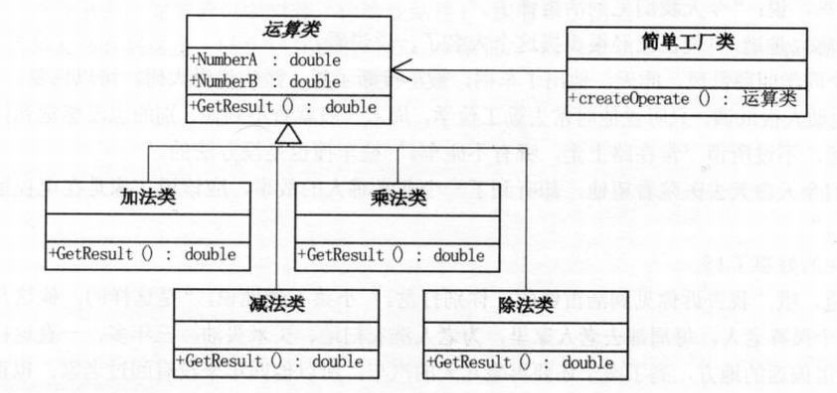 运算类
+NumberA : double
+NumberB : double
+GetResult () : double
简单工厂类
+createOperate () : 运算类
加法类
+GetResult () : double
乘法类
+GetResult () : double
减法类
+GetResult () : double
除法类
+GetResult () : double